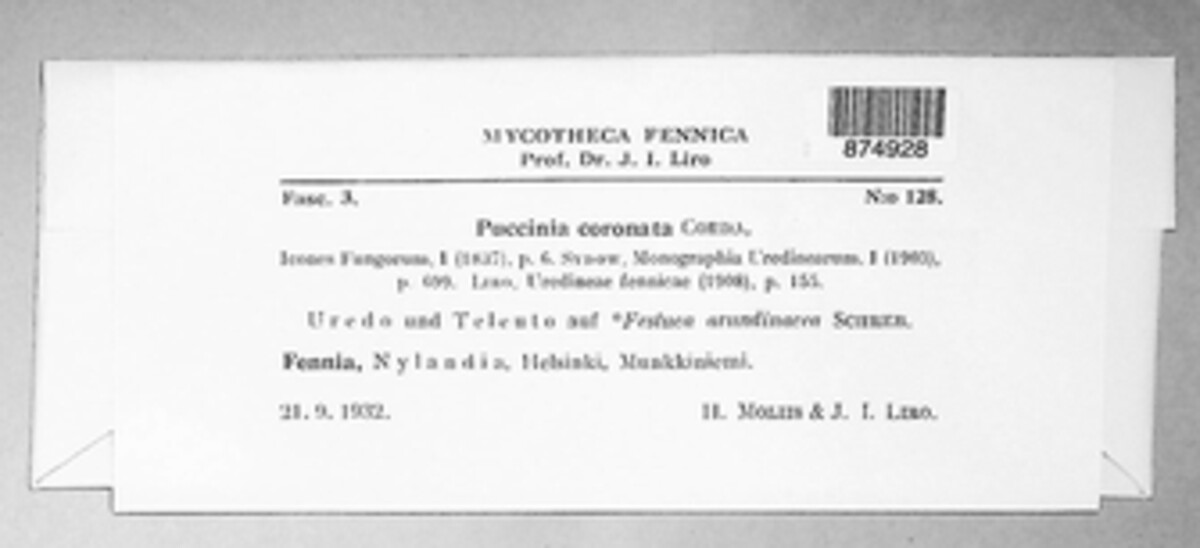 MYCOTHECA FENNICA
Prof. Dr. J. I. Liro
874928
Fasc. 3.
N:o 128.
Puccinia coronata CORDA.
Icones Fungorum, I (1837), p. 6. SYDOW, Monographia Uredinearum, I (1903),
p. 699. LIRO, Uredineae fennicae (1908), p. 155.
Uredo und Teleuto auf *Festuca arundinacea SCHREB.
Fennia, Nylandia, Helsinki, Munkkiniemi.
21. 9. 1932.
& J. I. LIRO.